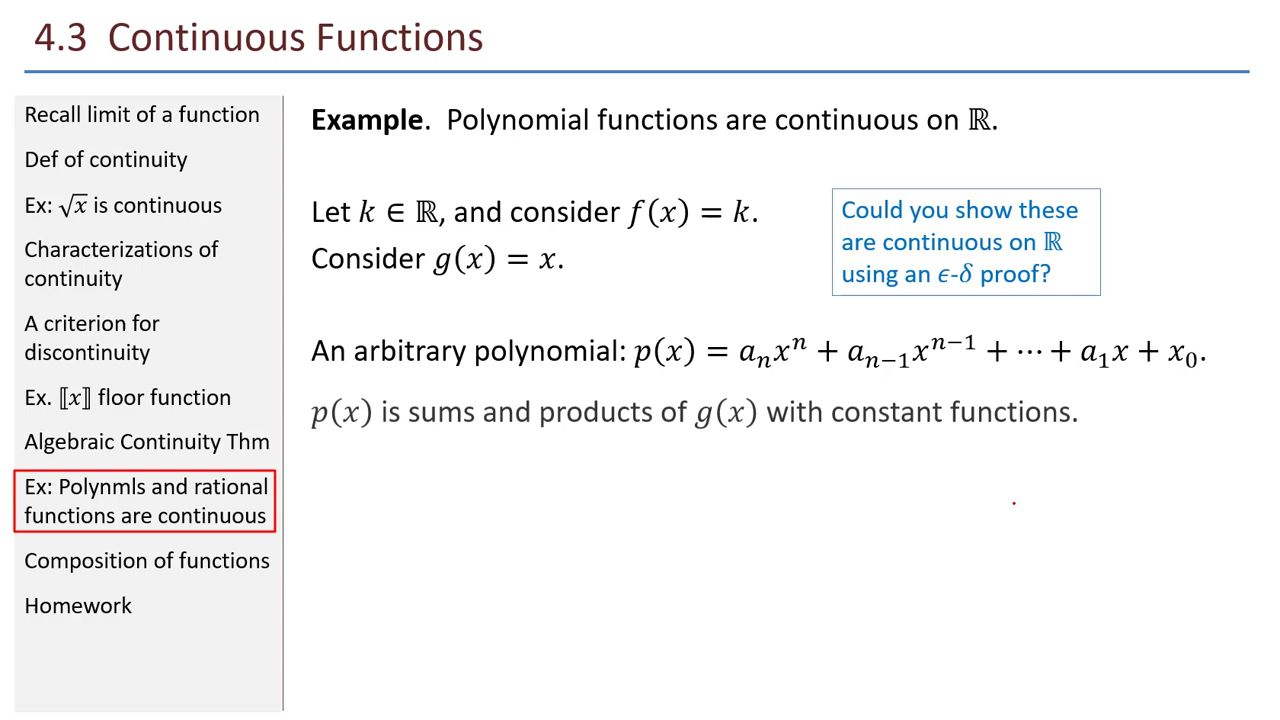 4.3 Continuous Functions
Recall limit of a function
Def of continuity
Ex: √x is continuous
Characterizations of
continuity
A criterion for
discontinuity
Ex. ⟦x⟧ floor function
Algebraic Continuity Thm
Ex: Polynmls and rational
functions are continuous
Composition of functions
Homework
Example. Polynomial functions are continuous on ℝ.
Let k ∈ ℝ, and consider f(x) = k.
Consider g(x) = x.
Could you show these
are continuous on ℝ
using an ϵ-δ proof?
An arbitrary polynomial: p(x) = aₙxⁿ + aₙ₋₁xⁿ⁻¹ + ⋯ + a₁x + x₀.
p(x) is sums and products of g(x) with constant functions.